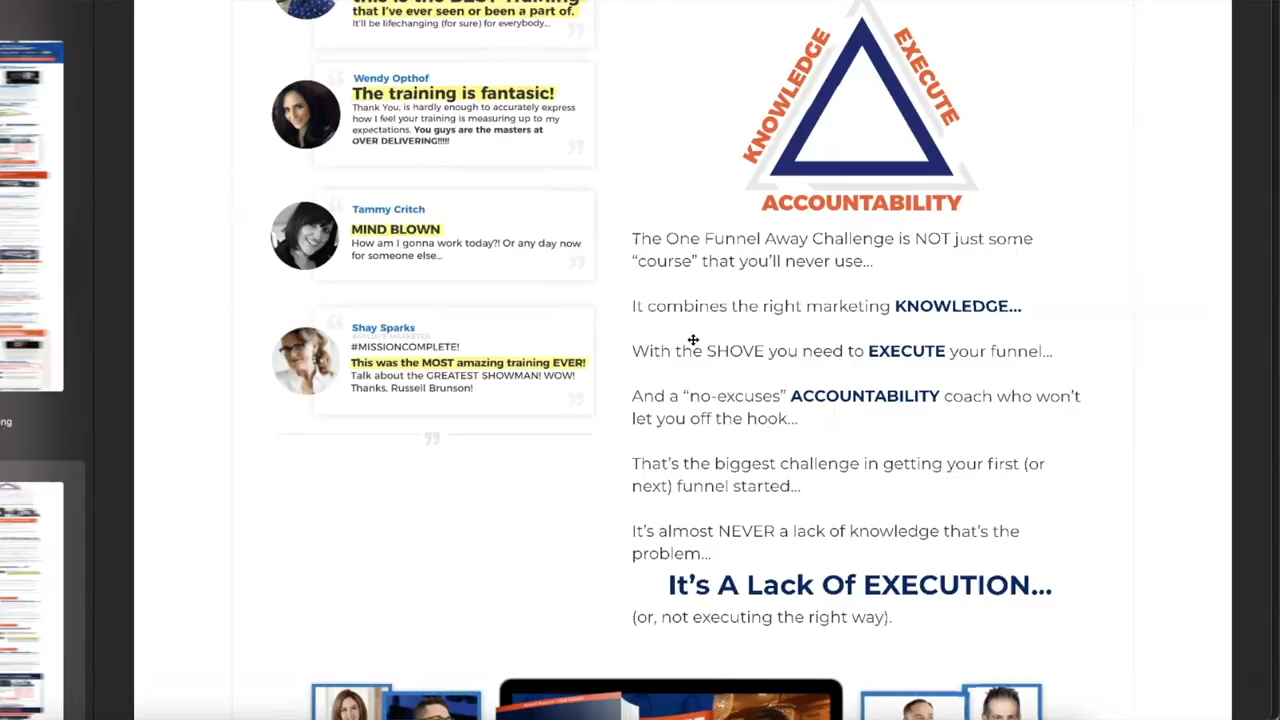 this is the BEST Training
that I've ever seen or been a part of.
It'll be lifechanging (for sure) for everybody...
Wendy Opthof
The training is fantasic!
Thank You, is hardly enough to accurately express
how I feel your training is measuring up to my
expectations. You guys are the masters at
OVER DELIVERING!!!!!
Tammy Critch
MIND BLOWN
How am I gonna work today?! Or any day now
for someone else...
Shay Sparks
AFFILIATE MARKETER
#MISSIONCOMPLETE!
This was the MOST amazing training EVER!
Talk about the GREATEST SHOWMAN! WOW!
Thanks. Russell Brunson!
KNOWLEDGE
EXECUTE
ACCOUNTABILITY
The One Funnel Away Challenge is NOT just some
“course” that you'll never use...
It combines the right marketing KNOWLEDGE...
With the SHOVE you need to EXECUTE your funnel...
And a “no-excuses” ACCOUNTABILITY coach who won't
let you off the hook...
That's the biggest challenge in getting your first (or
next) funnel started...
It's almost NEVER a lack of knowledge that's the
problem...
It's A Lack Of EXECUTION...
(or, not executing the right way).
ng